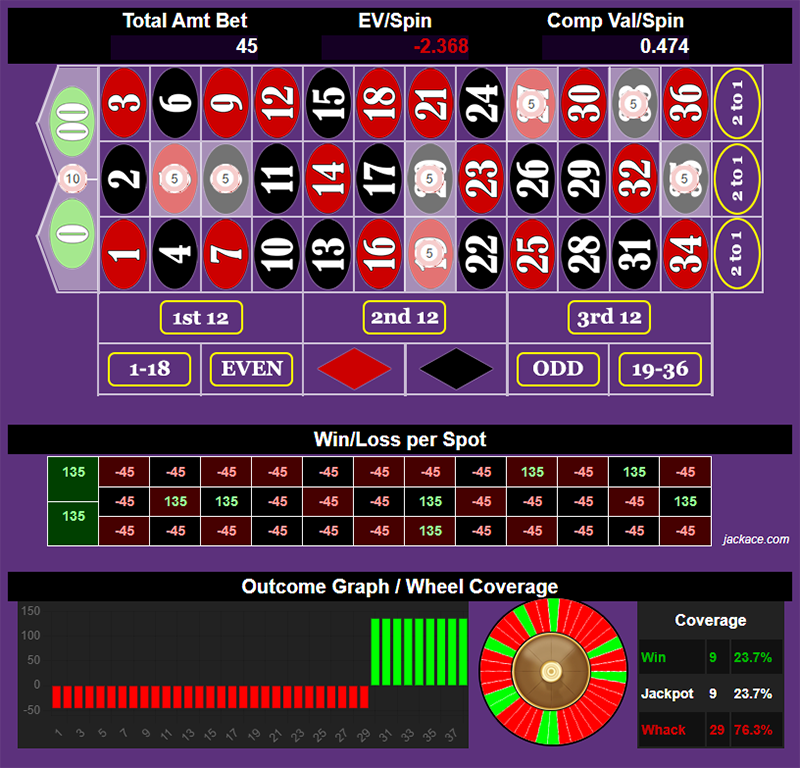 Total Amt Bet EV/Spin Comp Val/Spin
45 -2.368 0.474
00 3 6 9 12 15 18 21 24 5 30 5 36 2 to 1
10 2 5 5 11 14 17 5 23 26 29 32 5 2 to 1
0 1 4 7 10 13 16 5 22 25 28 31 34 2 to 1
1st 12 2nd 12 3rd 12
1-18 EVEN ODD 19-36
Win/Loss per Spot
135 -45 -45 -45 -45 -45 -45 -45 -45 135 -45 135 -45
-45 135 135 -45 -45 -45 135 -45 -45 -45 -45 135
135 -45 -45 -45 -45 -45 -45 135 -45 -45 -45 -45 -45
jackace.com
Outcome Graph / Wheel Coverage
150
100
50
0
-50
1 3 5 7 9 11 13 15 17 19 21 23 25 27 29 31 33 35 37
Coverage
Win 9 23.7%
Jackpot 9 23.7%
Whack 29 76.3%